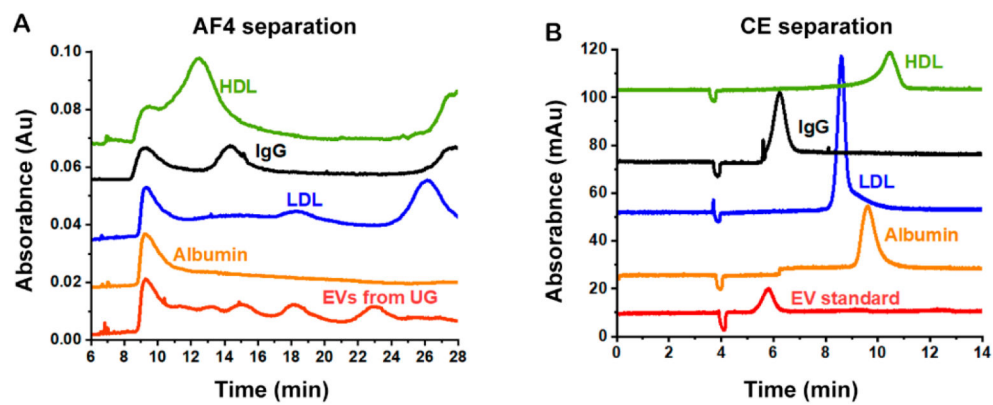 A
AF4 separation
0.10
0.08
0.06
0.04
0.02
0.00
Absorabnce (Au)
HDL
IgG
LDL
Albumin
EVs from UG
6 8 10 12 14 16 18 20 22 24 26 28
Time (min)
B
CE separation
120
100
80
60
40
20
0
Absorabnce (mAu)
HDL
IgG
LDL
Albumin
EV standard
0 2 4 6 8 10 12 14
Time (min)